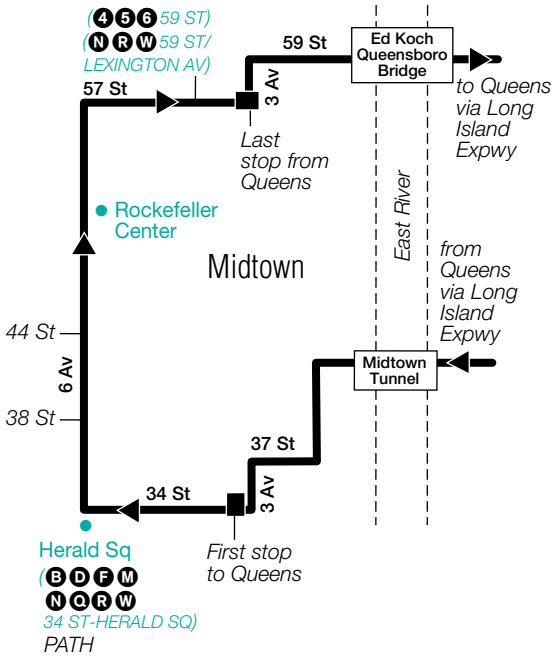 (4 5 6 59 ST)
(N R W 59 ST/
LEXINGTON AV)
57 St
3 Av
59 St
Ed Koch
Queensboro
Bridge
to Queens
via Long
Island
Expwy
Last
stop from
Queens
Rockefeller
Center
Midtown
East River
from
Queens
via Long
Island
Expwy
44 St
6 Av
38 St
Midtown
Tunnel
37 St
3 Av
34 St
First stop
to Queens
Herald Sq
(B D F M
N Q R W
34 ST-HERALD SQ)
PATH